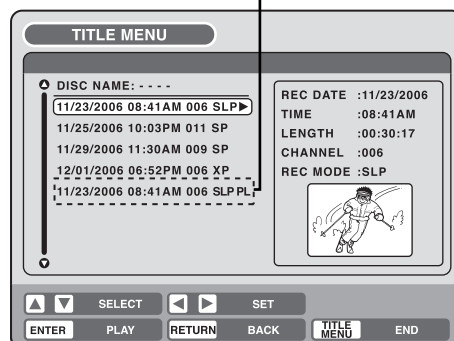 TITLE MENU
DISC NAME: - - - -
11/23/2006 08:41AM 006 SLP
11/25/2006 10:03PM 011 SP
11/29/2006 11:30AM 009 SP
12/01/2006 06:52PM 006 XP
11/23/2006 08:41AM 006 SLP PL
REC DATE :11/23/2006
TIME :08:41AM
LENGTH :00:30:17
CHANNEL :006
REC MODE :SLP
SELECT SET
ENTER PLAY RETURN BACK TITLE MENU END